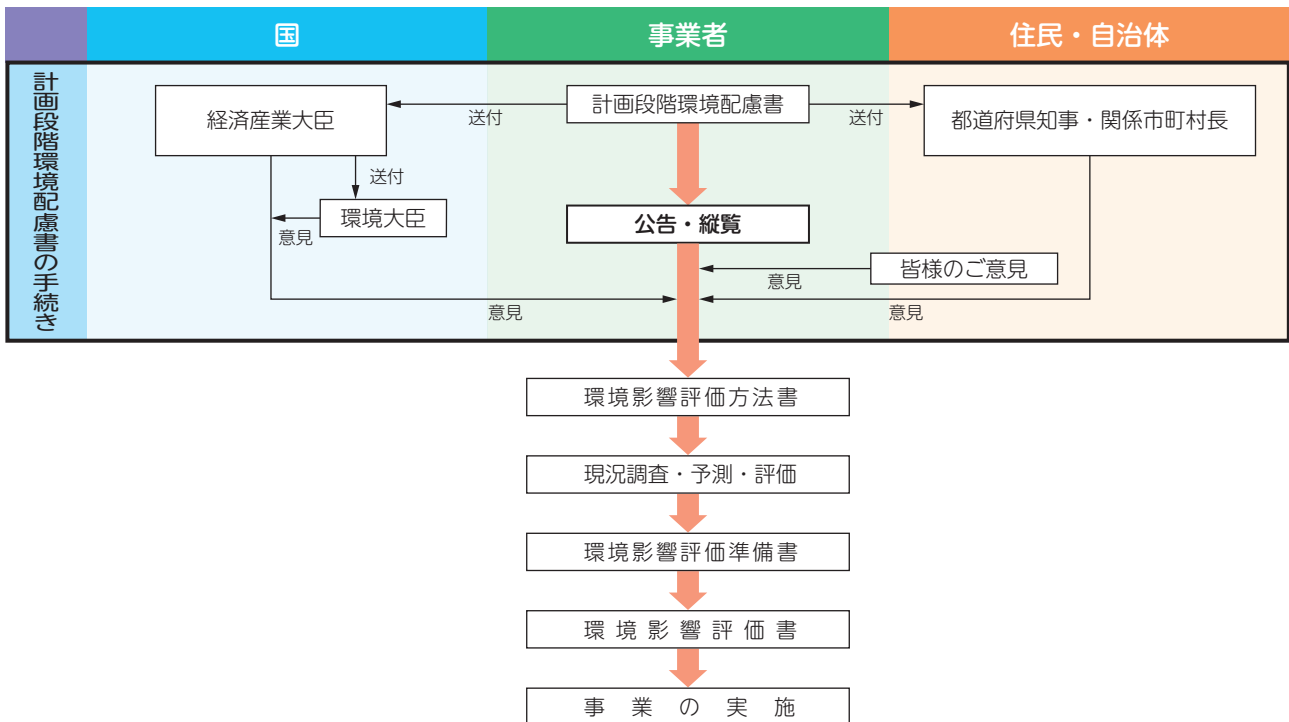 国
事業者
住民・自治体
計画段階環境配慮書の手続き
経済産業大臣
送付
計画段階環境配慮書
送付
都道府県知事・関係市町村長
送付
環境大臣
意見
公告・縦覧
皆様のご意見
意見
意見
意見
環境影響評価方法書
現況調査・予測・評価
環境影響評価準備書
環境影響評価書
事業の実施